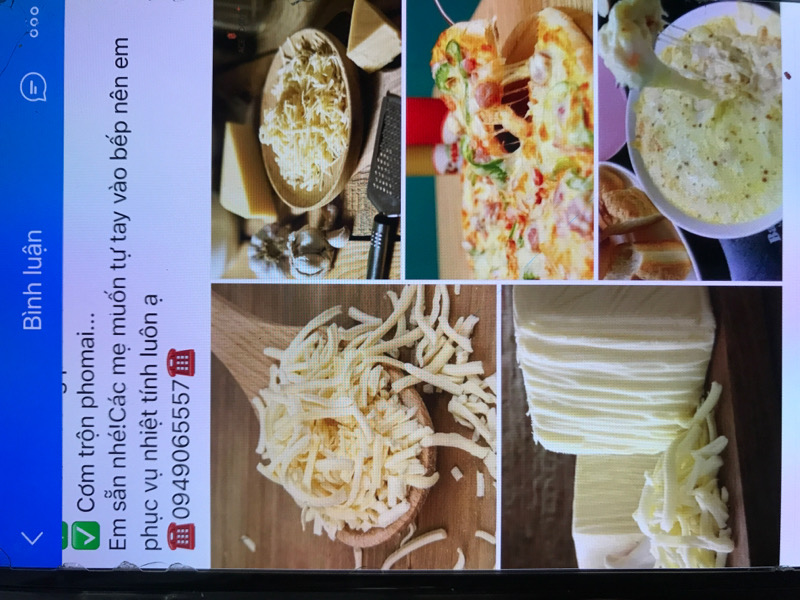 Bình luận
✅ Cơm trộn phomai...
Em sẵn nhé!Các mẹ muốn tự tay vào bếp nên em
phục vụ nhiệt tính luôn ạ
☎0949065557☎